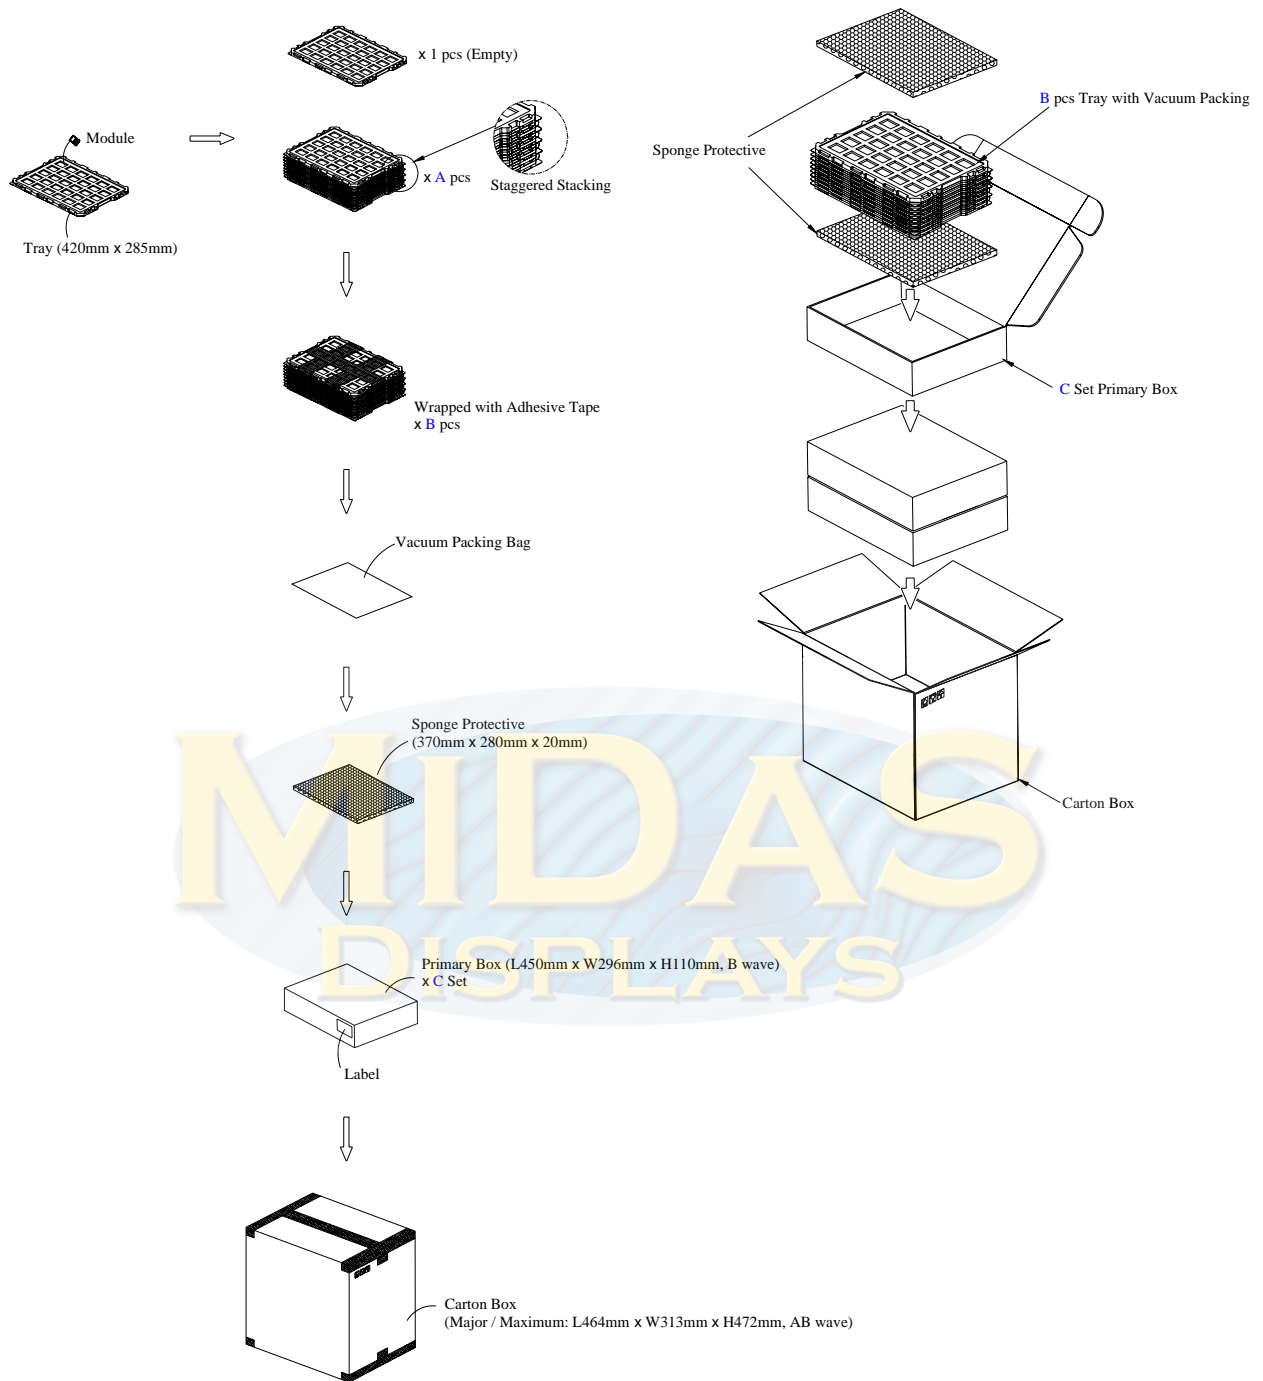 x 1 pcs (Empty)
Module
Tray (420mm x 285mm)
x A pcs
Staggered Stacking
Wrapped with Adhesive Tape
x B pcs
Vacuum Packing Bag
Sponge Protective
(370mm x 280mm x 20mm)
Primary Box (L450mm x W296mm x H110mm, B wave)
x C Set
Label
Carton Box
(Major / Maximum: L464mm x W313mm x H472mm, AB wave)
B pcs Tray with Vacuum Packing
Sponge Protective
C Set Primary Box
Carton Box
MIDAS
DISPLAYS